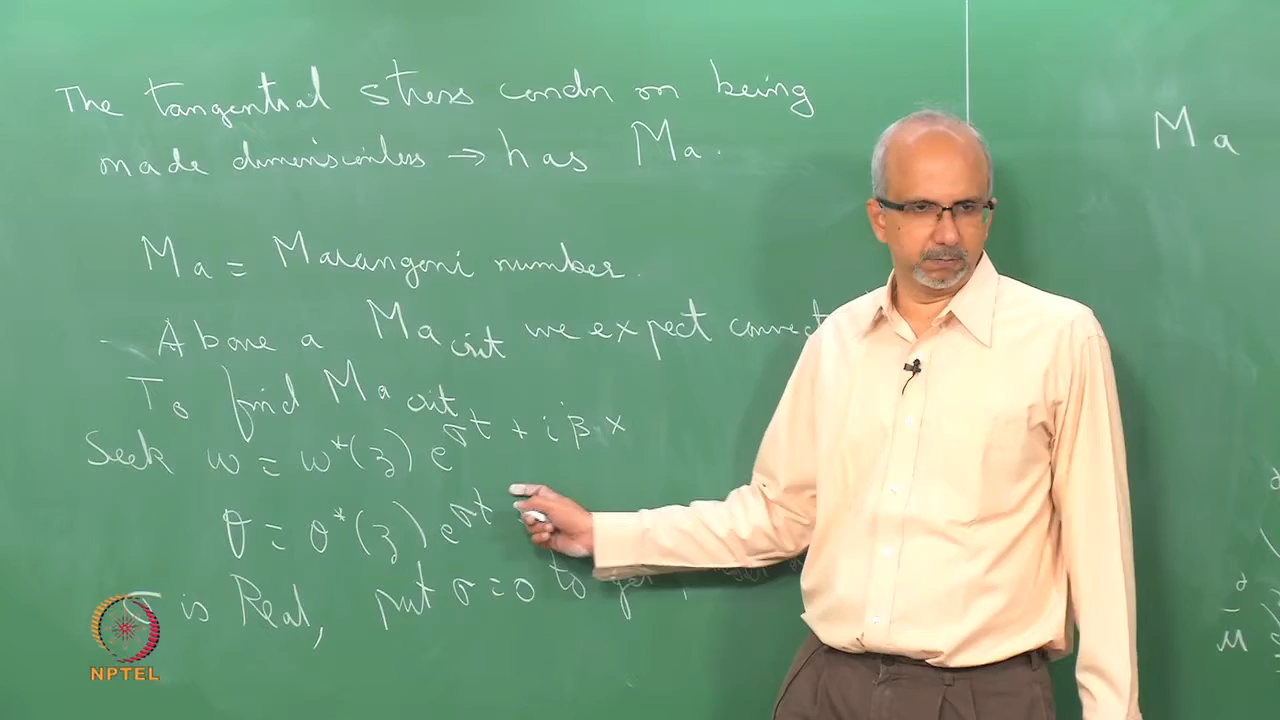 The tangential stress condn on being
made dimensionless → has Ma.
Ma = Marangoni number.
- Above a Ma crit we expect convect
To find Ma crit
Seek w = w*(z) e^σt + iβx
θ = θ*(z) e^σt
σ is Real, put σ = 0 to get
Ma
∂
∂
μ
NPTEL